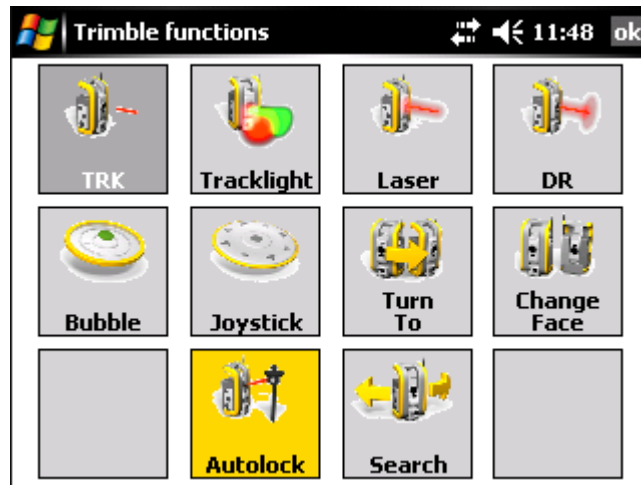 Trimble functions 11:48 ok
TRK Tracklight Laser DR
Bubble Joystick Turn To Change Face
Autolock Search